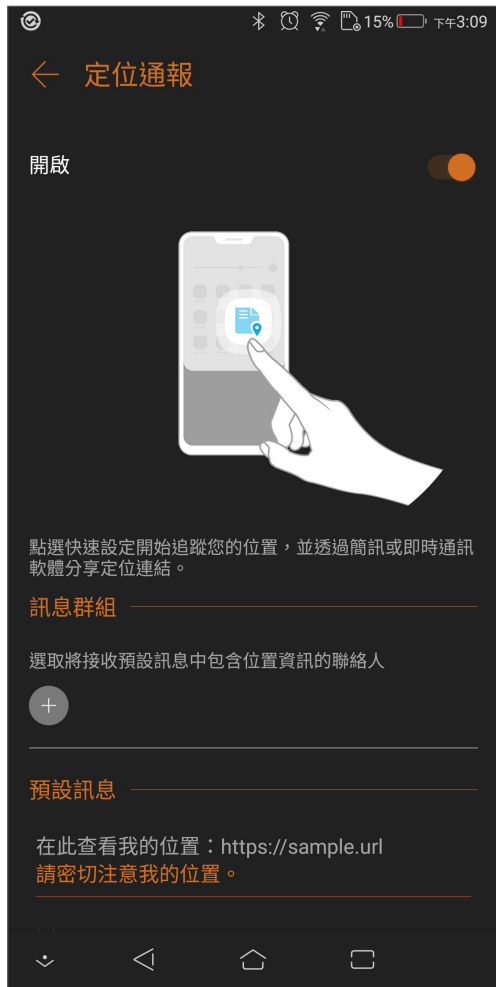 15% 下午3:09
定位通報
開啟
點選快速設定開始追蹤您的位置，並透過簡訊或即時通訊
軟體分享定位連結。
訊息群組
選取將接收預設訊息中包含位置資訊的聯絡人
預設訊息
在此查看我的位置：https://sample.url
請密切注意我的位置。